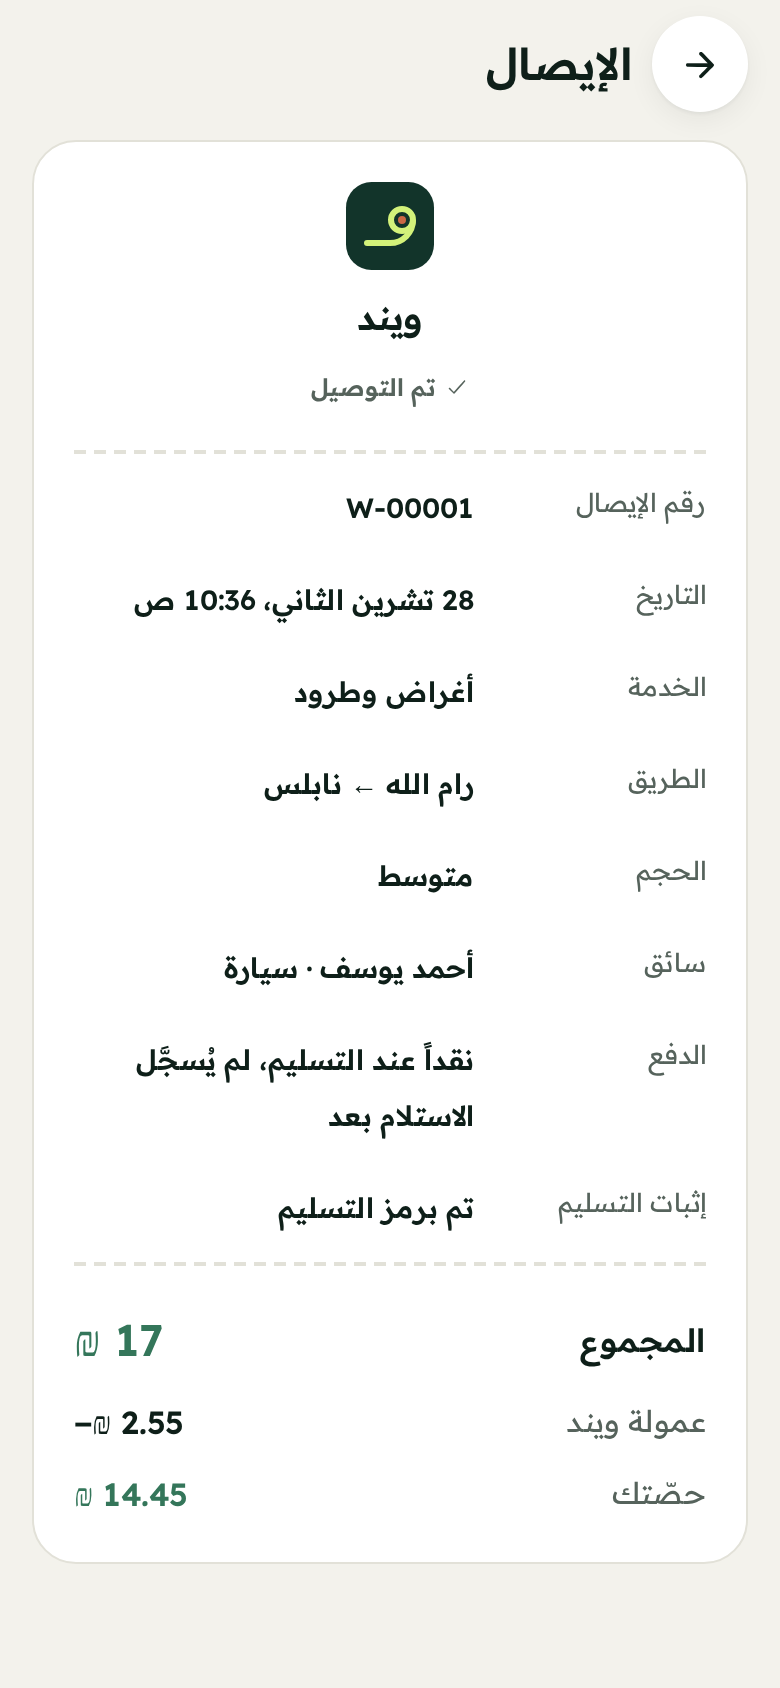 الإيصال
ويند
تم التوصيل
رقم الإيصال W-00001
التاريخ 28 تشرين الثاني، 10:36 ص
الخدمة أغراض وطرود
الطريق رام الله ← نابلس
الحجم متوسط
سائق أحمد يوسف · سيارة
الدفع نقداً عند التسليم، لم يُسجَّل
الاستلام بعد
إثبات التسليم تم برمز التسليم
المجموع 17 ₪
عمولة ويند 2.55 ₪−
حصّتك 14.45 ₪